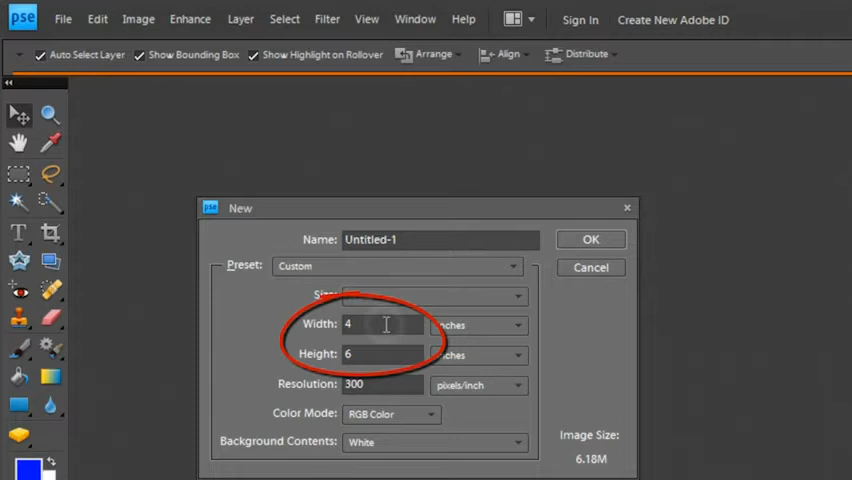 pse File Edit Image Enhance Layer Select Filter View Window Help Sign In Create New Adobe ID
Auto Select Layer Show Bounding Box Show Highlight on Rollover Arrange Align Distribute
pse New
Name: Untitled-1 OK
Preset: Custom Cancel
Size:
Width: 4 inches
Height: 6 inches
Resolution: 300 pixels/inch
Color Mode: RGB Color
Background Contents: White
Image Size:
6.18M